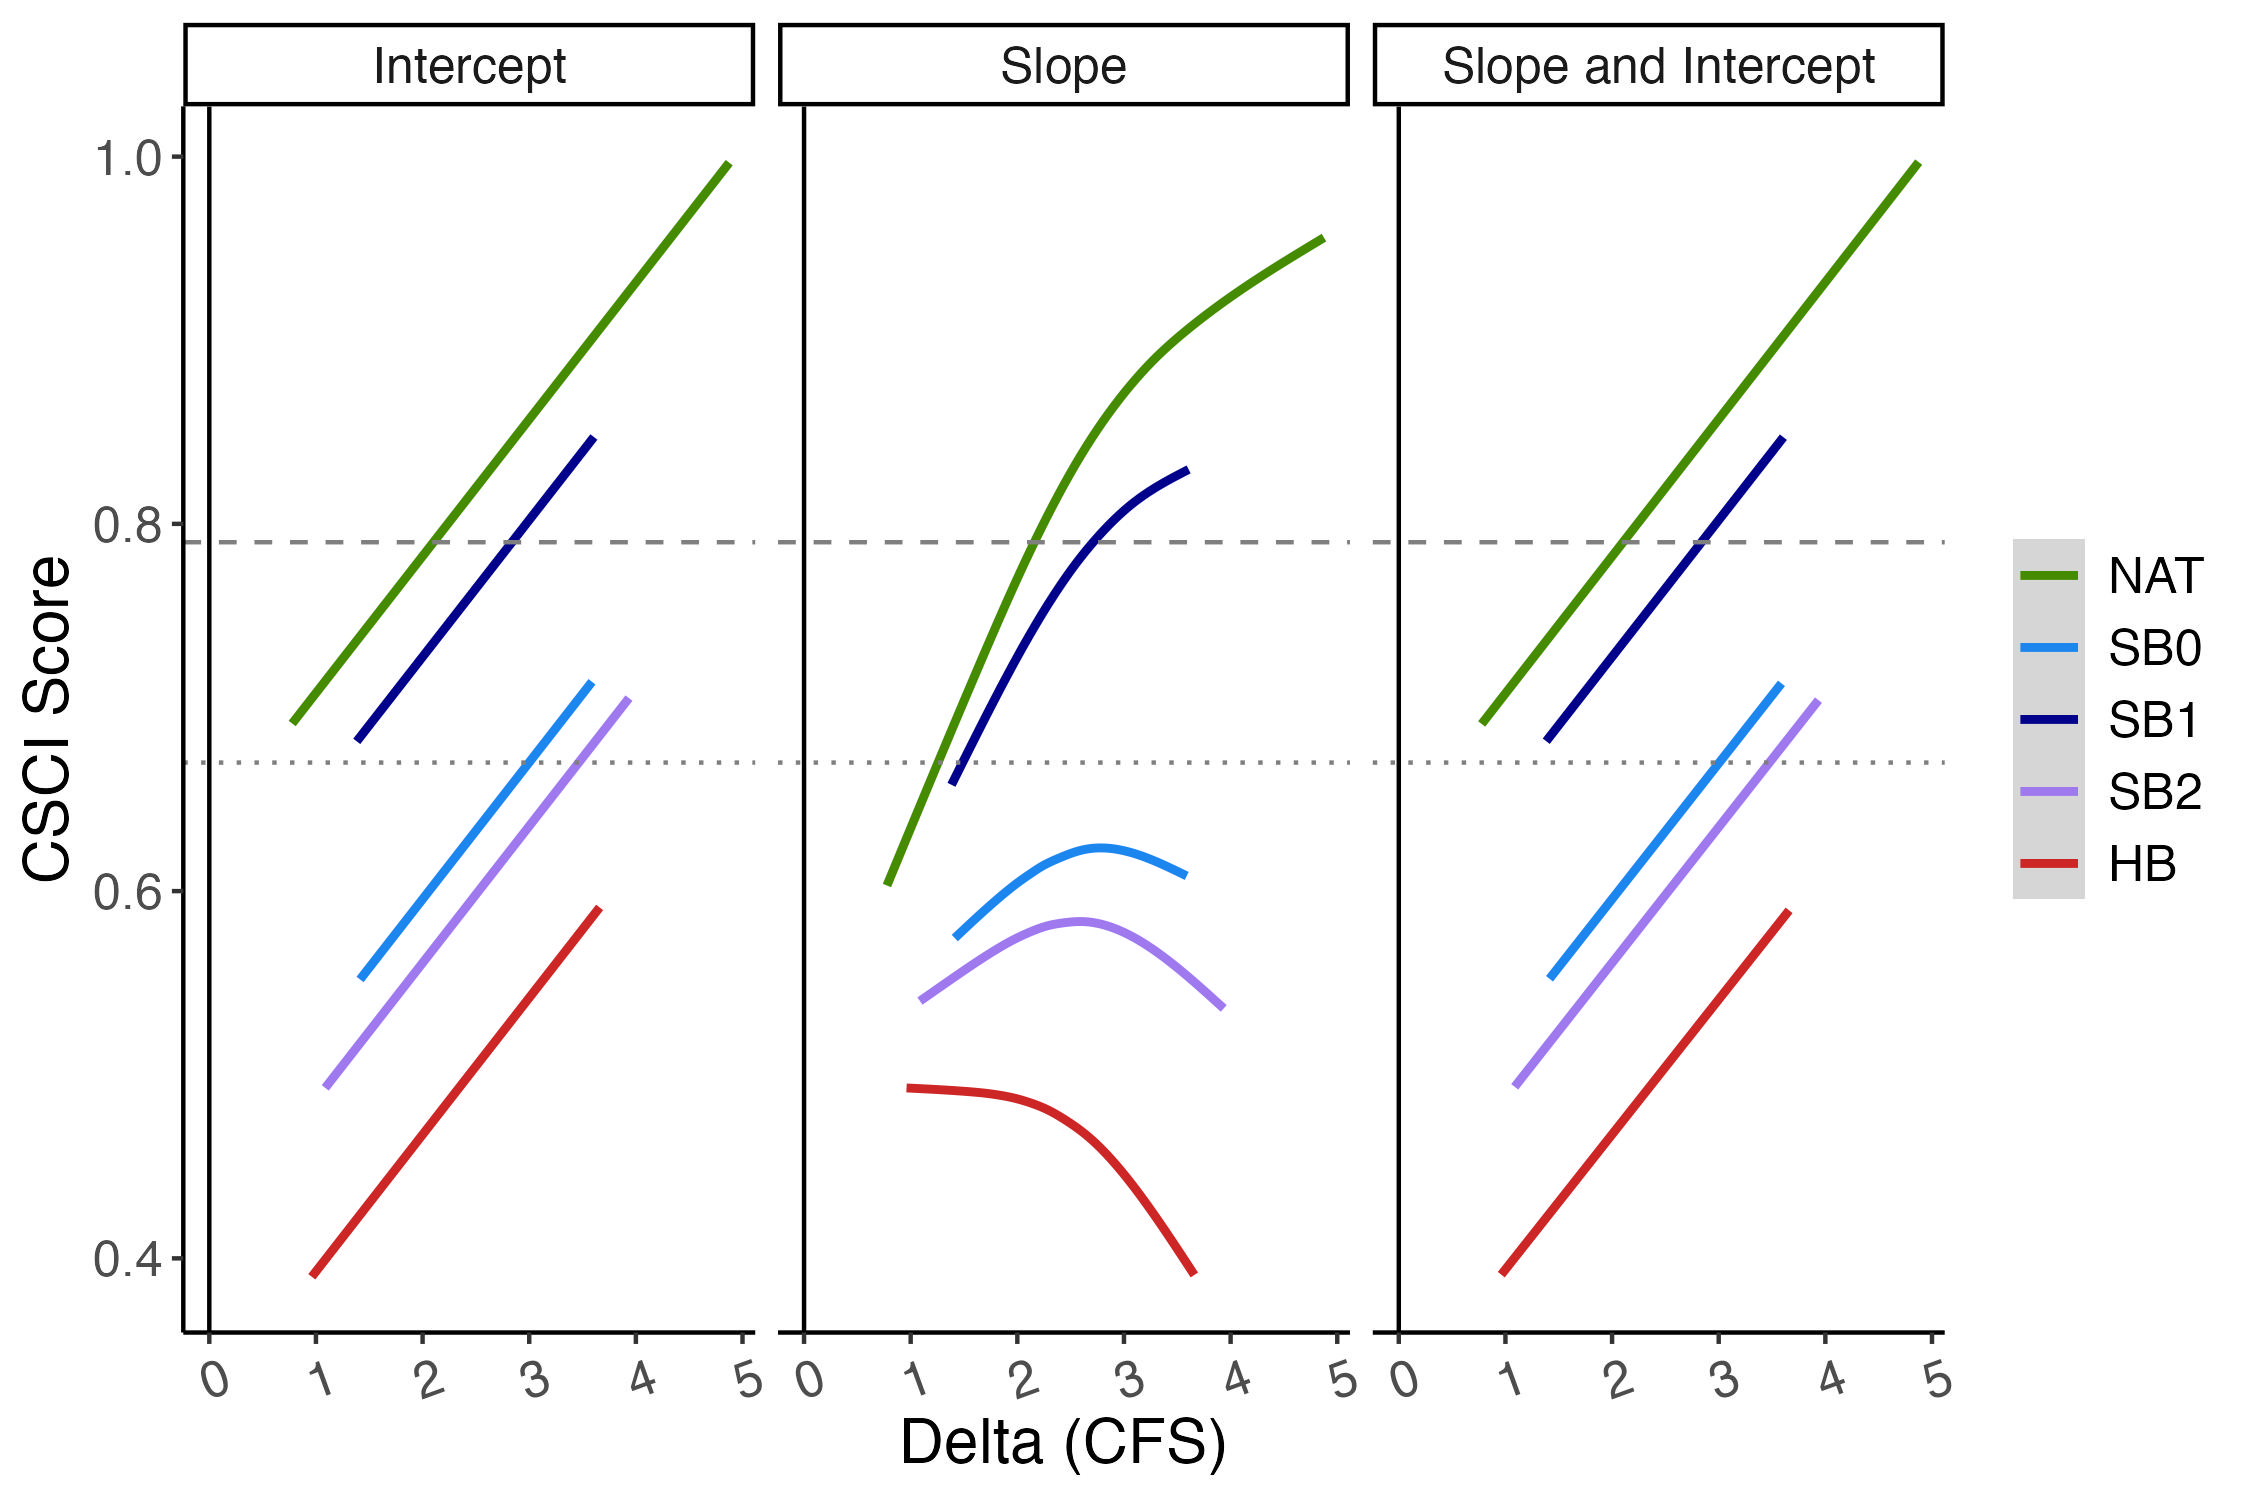 Intercept
Slope
Slope and Intercept
CSCI Score
1.0
0.8
0.6
0.4
0 1 2 3 4 5
0 1 2 3 4 5
0 1 2 3 4 5
Delta (CFS)
NAT
SB0
SB1
SB2
HB